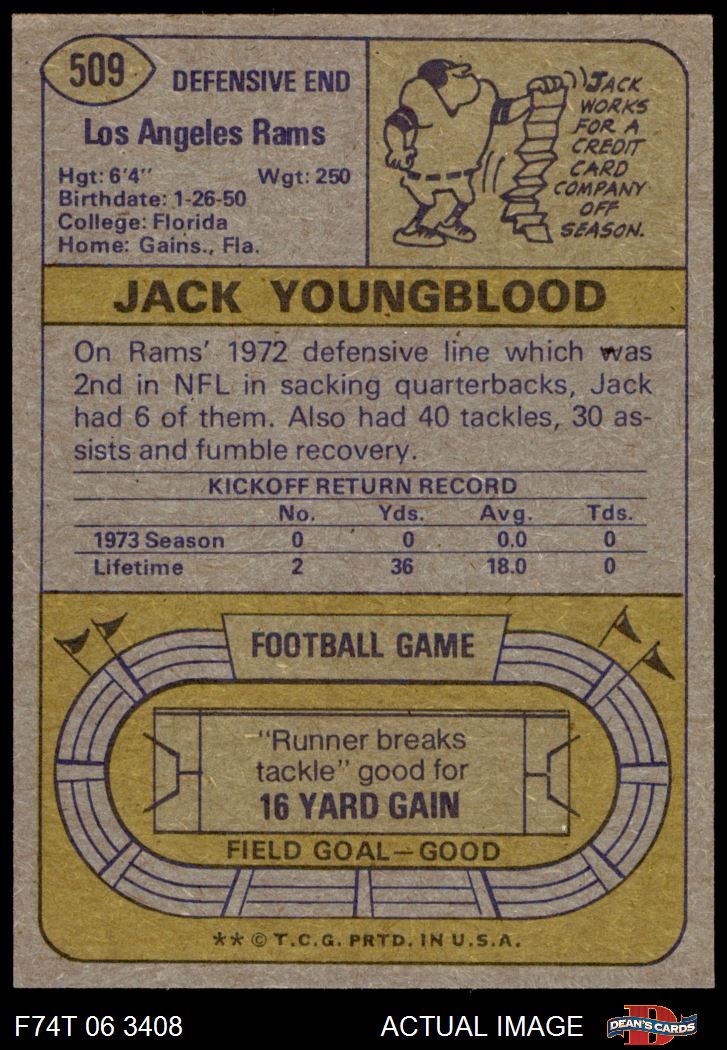 509
DEFENSIVE END
Los Angeles Rams
Hgt: 6'4" Wgt: 250
Birthdate: 1-26-50
College: Florida
Home: Gains., Fla.
JACK
WORKS
FOR A
CREDIT
CARD
COMPANY
OFF
SEASON.
JACK YOUNGBLOOD
On Rams' 1972 defensive line which was
2nd in NFL in sacking quarterbacks, Jack
had 6 of them. Also had 40 tackles, 30 as-
sists and fumble recovery.
KICKOFF RETURN RECORD
No. Yds. Avg. Tds.
1973 Season 0 0 0.0 0
Lifetime 2 36 18.0 0
FOOTBALL GAME
"Runner breaks
tackle" good for
16 YARD GAIN
FIELD GOAL—GOOD
** © T.C.G. PRTD. IN U.S.A.
F74T 06 3408 ACTUAL IMAGE D DEAN'S CARDS